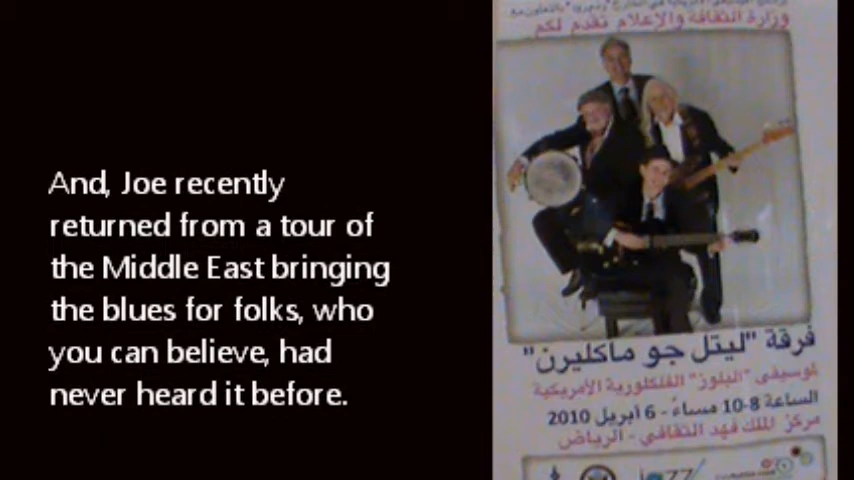 And, Joe recently
returned from a tour of
the Middle East bringing
the blues for folks, who
you can believe, had
never heard it before.
وزارة الثقافة والإعلام تقدم لكم
فرقة "ليتل جو ماكليرن"
لموسيقى "البلوز" الفلكلورية الأمريكية
الساعة 8-10 مساءً - 6 أبريل 2010
مركز الملك فهد الثقافي - الرياض